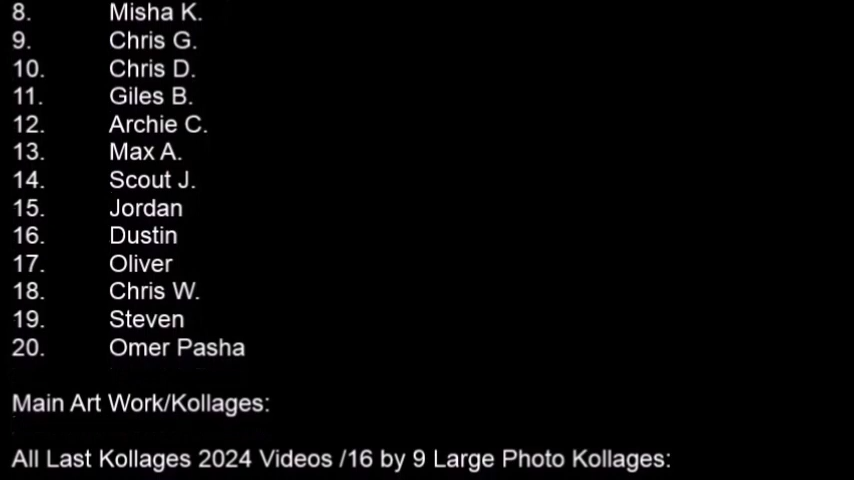 8. Misha K.
9. Chris G.
10. Chris D.
11. Giles B.
12. Archie C.
13. Max A.
14. Scout J.
15. Jordan
16. Dustin
17. Oliver
18. Chris W.
19. Steven
20. Omer Pasha
Main Art Work/Kollages:
All Last Kollages 2024 Videos /16 by 9 Large Photo Kollages: